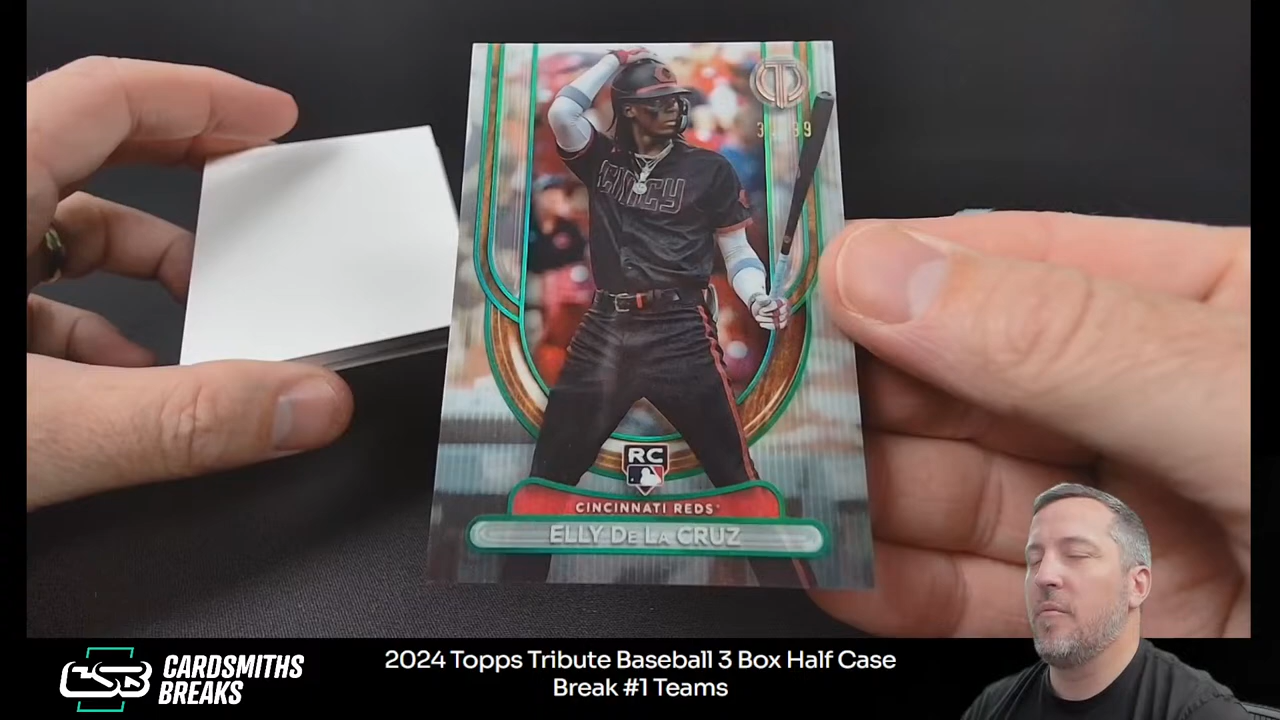 CINCY
RC
CINCINNATI REDS
ELLY DE LA CRUZ
CSB
CARDSMITHS
BREAKS
2024 Topps Tribute Baseball 3 Box Half Case
Break #1 Teams